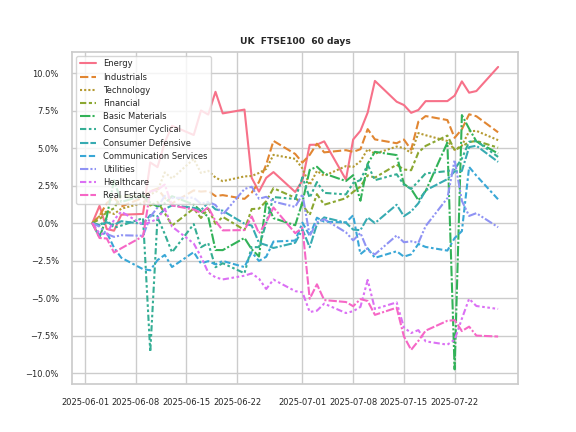 UK  FTSE100  60 days
Energy
Industrials
Technology
Financial
Basic Materials
Consumer Cyclical
Consumer Defensive
Communication Services
Utilities
Healthcare
Real Estate
10.0%
7.5%
5.0%
2.5%
0.0%
−2.5%
−5.0%
−7.5%
−10.0%
2025-06-01 2025-06-08 2025-06-15 2025-06-22 2025-07-01 2025-07-08 2025-07-15 2025-07-22